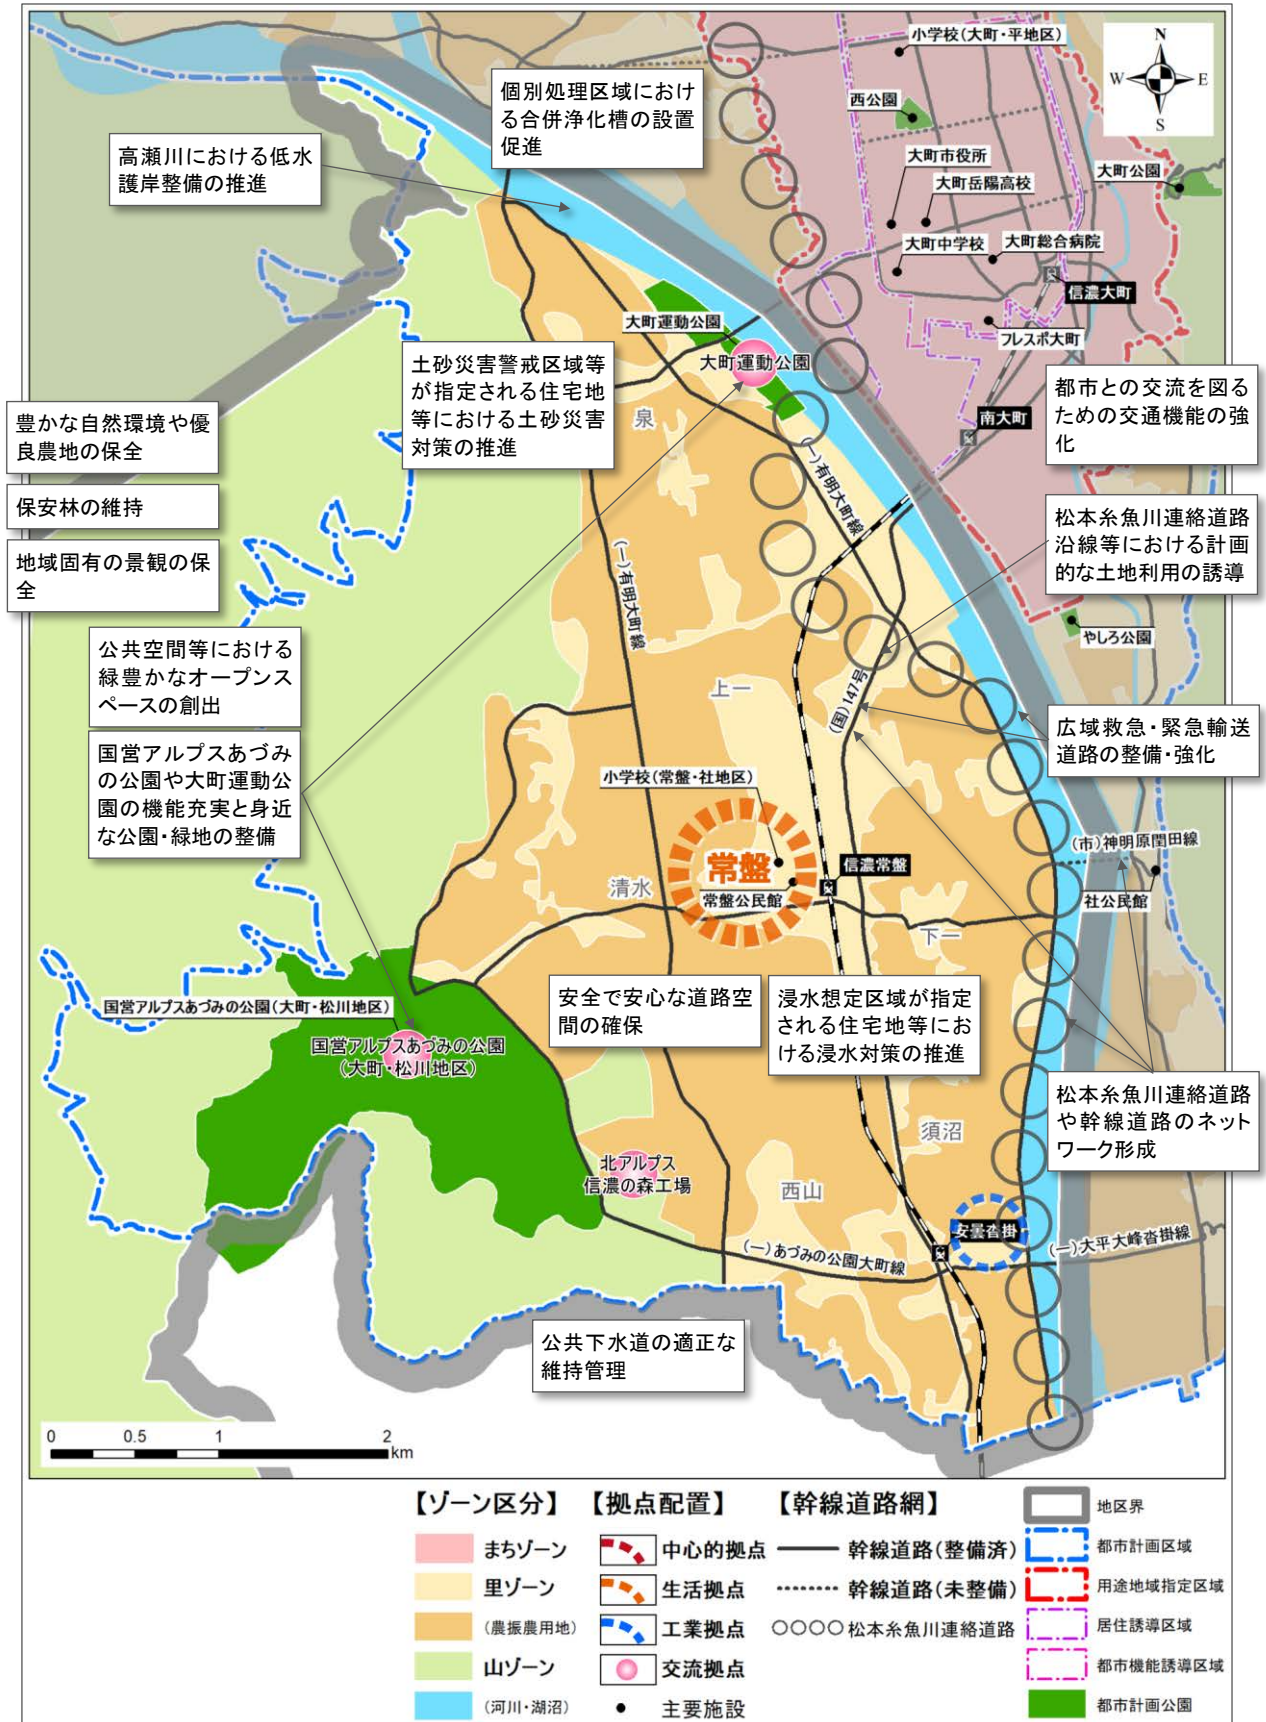 小学校(大町・平地区)
N
W
E
S
西公園
大町市役所
大町岳陽高校
大町公園
大町中学校
大町総合病院
信濃大町
フレスポ大町
南大町
個別処理区域におけ
る合併浄化槽の設置
促進
高瀬川における低水
護岸整備の推進
大町運動公園
大町運動公園
土砂災害警戒区域等
が指定される住宅地
等における土砂災害
対策の推進
泉
都市との交流を図る
ための交通機能の強
化
豊かな自然環境や優
良農地の保全
保安林の維持
地域固有の景観の保
全
(一)有明大町線
(一)有明大町線
松本糸魚川連絡道路
沿線等における計画
的な土地利用の誘導
やしろ公園
公共空間等における
緑豊かなオープンス
ペースの創出
上一
(国)147号
広域救急・緊急輸送
道路の整備・強化
国営アルプスあづみ
の公園や大町運動公
園の機能充実と身近
な公園・緑地の整備
小学校(常盤・社地区)
常盤
信濃常盤
常盤公民館
清水
(市)神明原閏田線
社公民館
下一
国営アルプスあづみの公園(大町・松川地区)
国営アルプスあづみの公園
(大町・松川地区)
安全で安心な道路空
間の確保
浸水想定区域が指定
される住宅地等にお
ける浸水対策の推進
松本糸魚川連絡道路
や幹線道路のネット
ワーク形成
須沼
北アルプス
信濃の森工場
西山
安曇沓掛
(一)あづみの公園大町線
(一)大平大峰沓掛線
公共下水道の適正な
維持管理
0 0.5 1 2
km
【ゾーン区分】
まちゾーン
里ゾーン
(農振農用地)
山ゾーン
(河川・湖沼)
【拠点配置】
中心的拠点
生活拠点
工業拠点
交流拠点
主要施設
【幹線道路網】
幹線道路(整備済)
幹線道路(未整備)
松本糸魚川連絡道路
地区界
都市計画区域
用途地域指定区域
居住誘導区域
都市機能誘導区域
都市計画公園